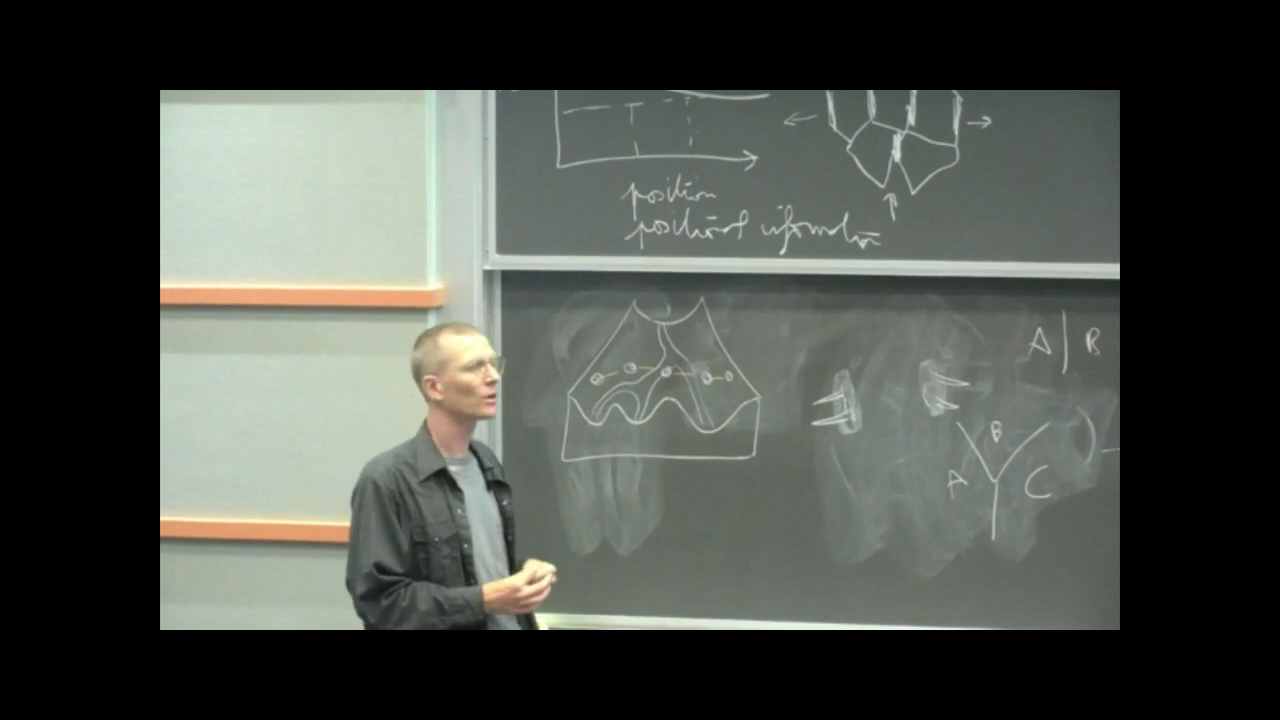 position
positional information
A | B
B
A C